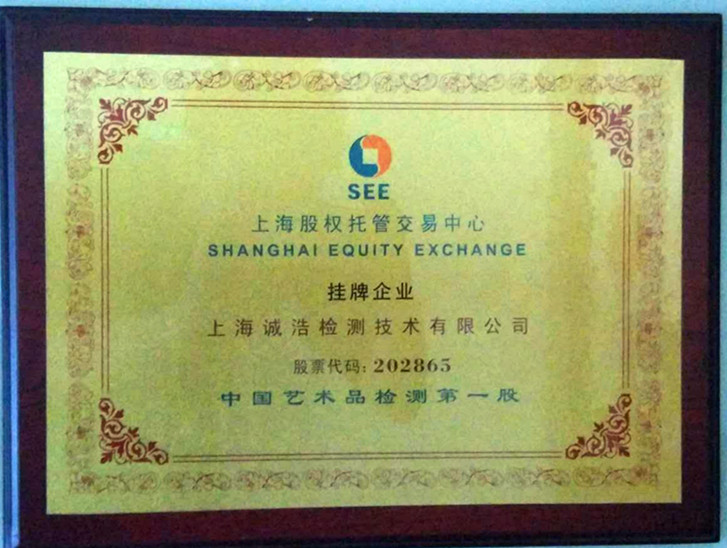 SEE
上海股权托管交易中心
SHANGHAI EQUITY EXCHANGE
挂牌企业
上海诚浩检测技术有限公司
股票代码: 202865
中国艺术品检测第一股